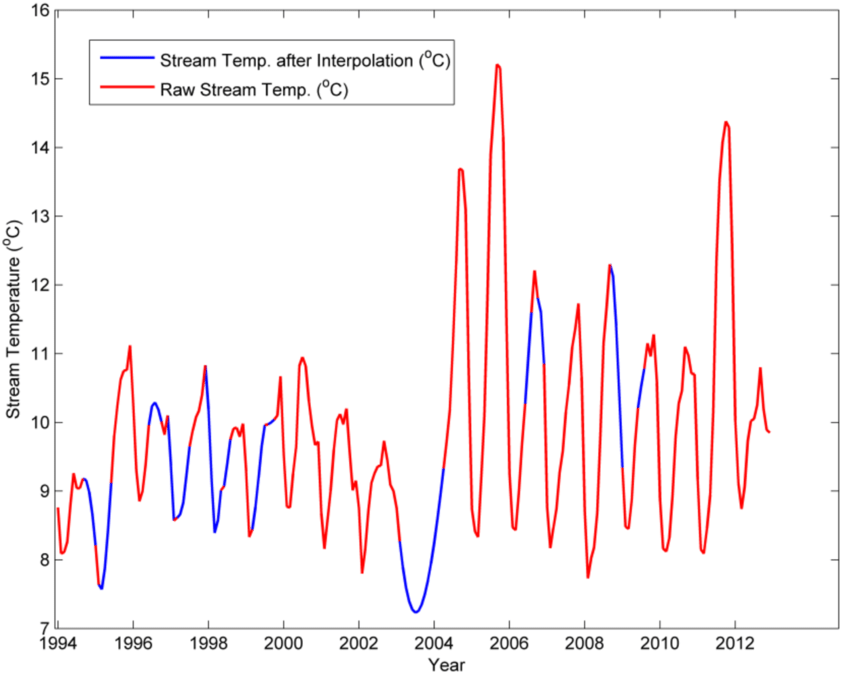 16
15
14
13
12
11
10
9
8
7
Stream Temperature (°C)
Stream Temp. after Interpolation (°C)
Raw Stream Temp. (°C)
1994 1996 1998 2000 2002 2004 2006 2008 2010 2012
Year